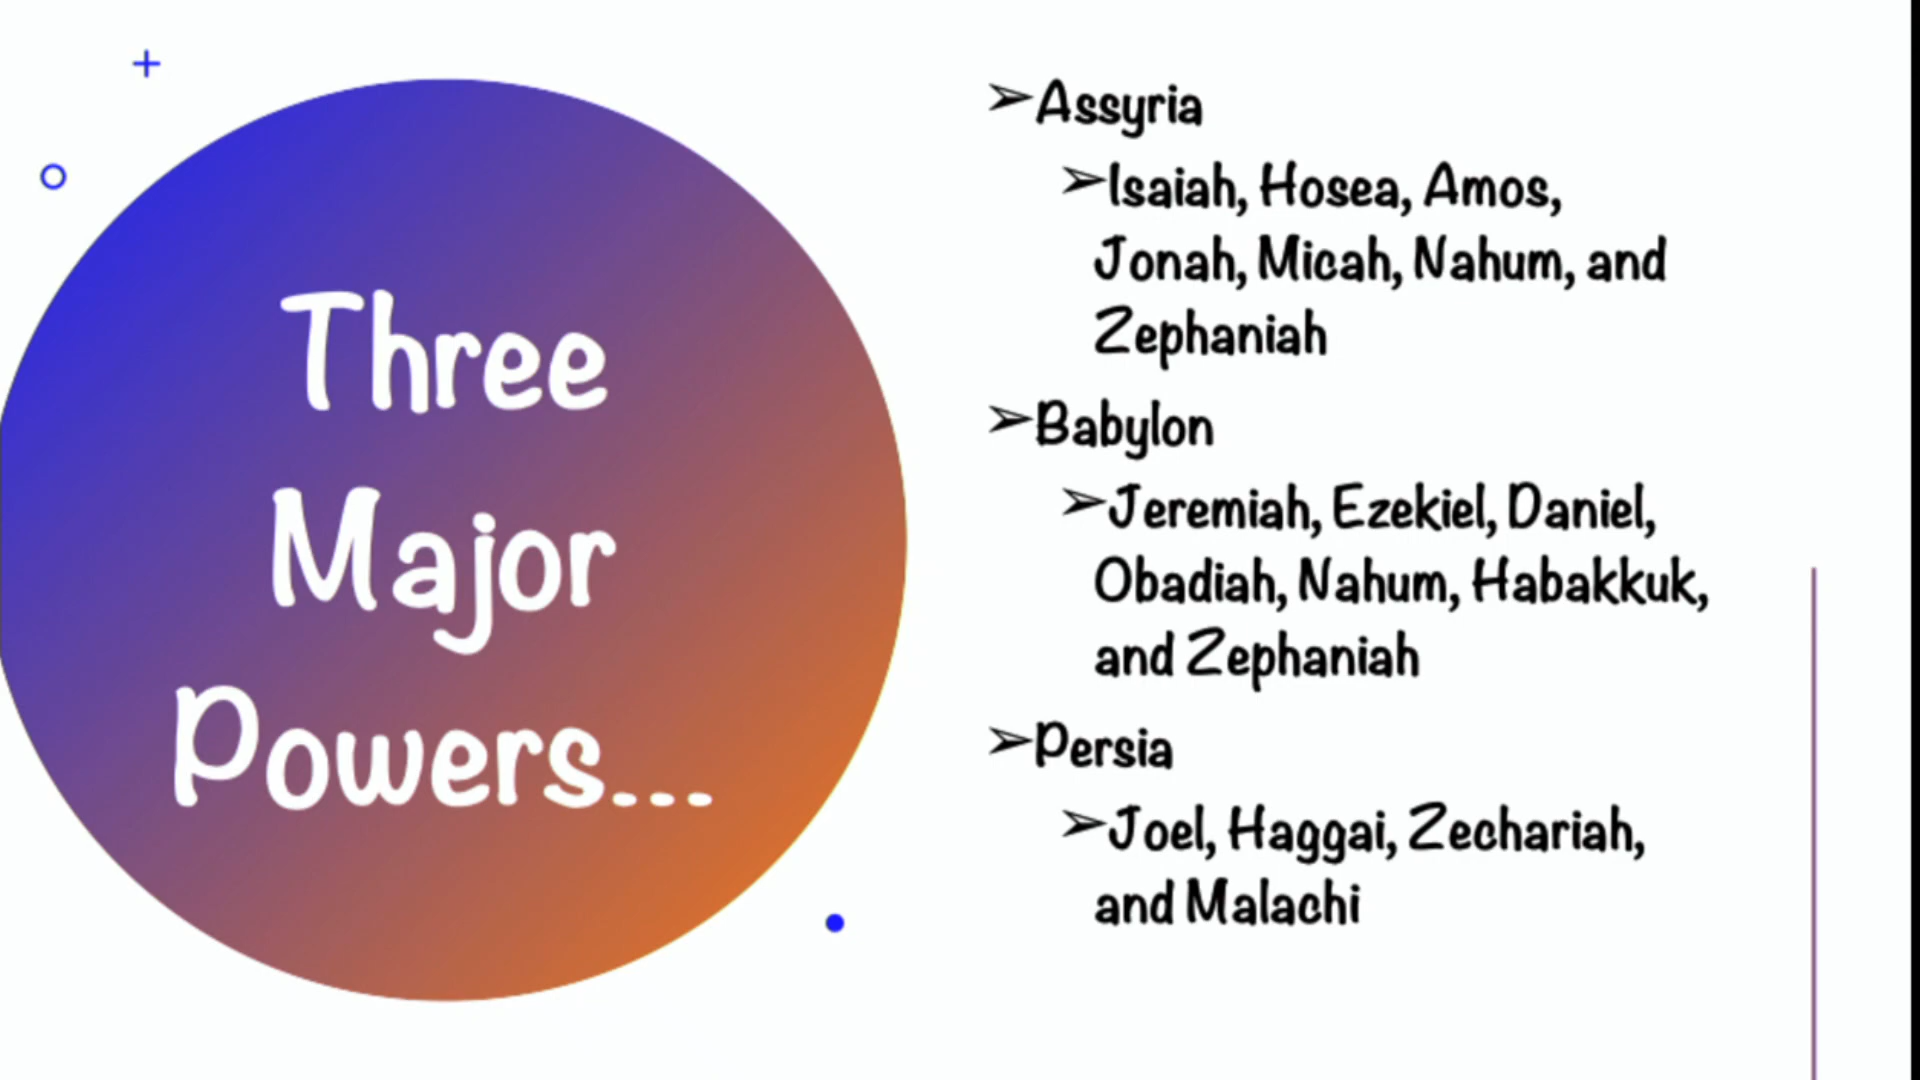 Three
Major
Powers...
➢Assyria
➢Isaiah, Hosea, Amos,
Jonah, Micah, Nahum, and
Zephaniah
➢Babylon
➢Jeremiah, Ezekiel, Daniel,
Obadiah, Nahum, Habakkuk,
and Zephaniah
➢Persia
➢Joel, Haggai, Zechariah,
and Malachi